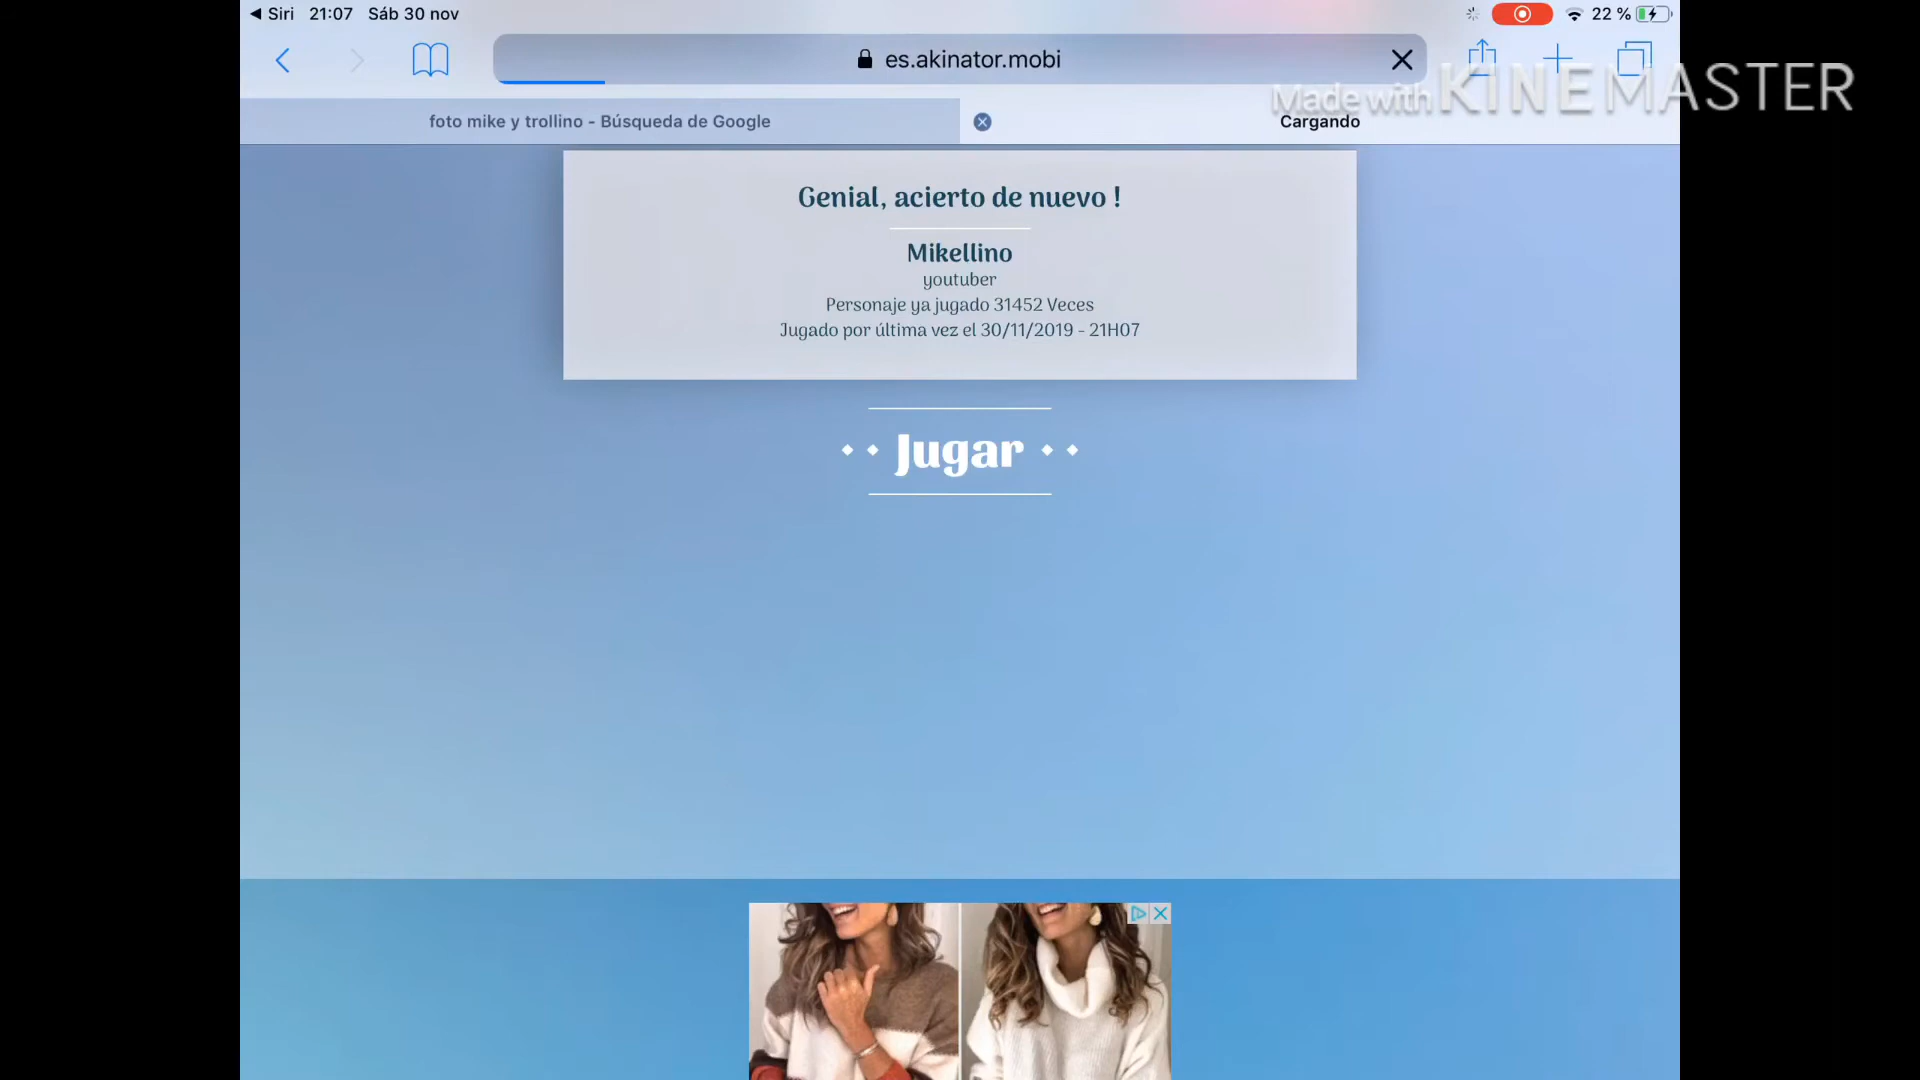 Siri 21:07 Sáb 30 nov 22 %
es.akinator.mobi
Made with KINEMASTER
foto mike y trollino - Búsqueda de Google
Cargando
Genial, acierto de nuevo !
Mikellino
youtuber
Personaje ya jugado 31452 Veces
Jugado por última vez el 30/11/2019 - 21H07
Jugar